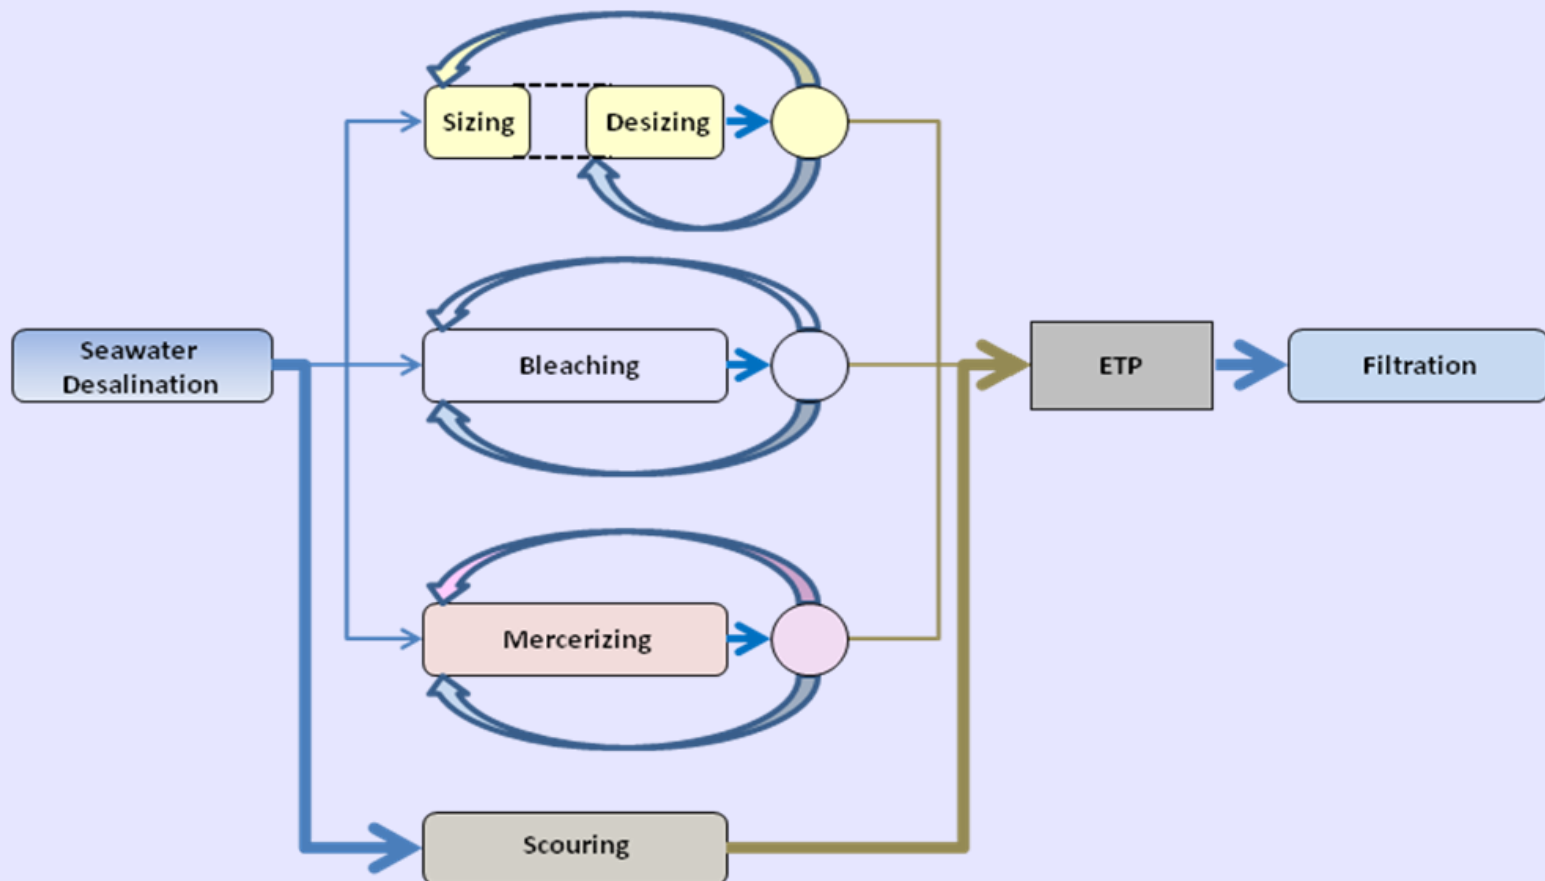 Sizing
Desizing
Seawater
Desalination
Bleaching
ETP
Filtration
Mercerizing
Scouring